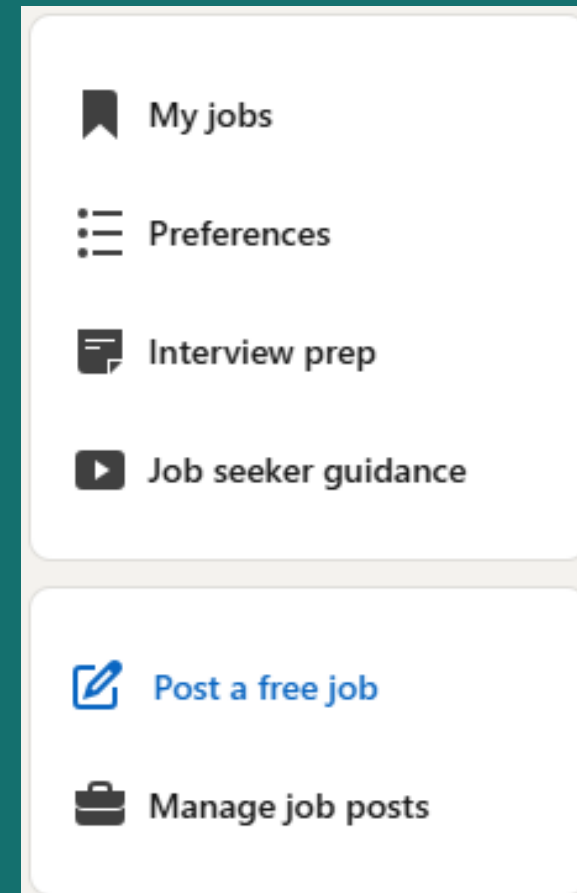 My jobs
Preferences
Interview prep
Job seeker guidance
Post a free job
Manage job posts